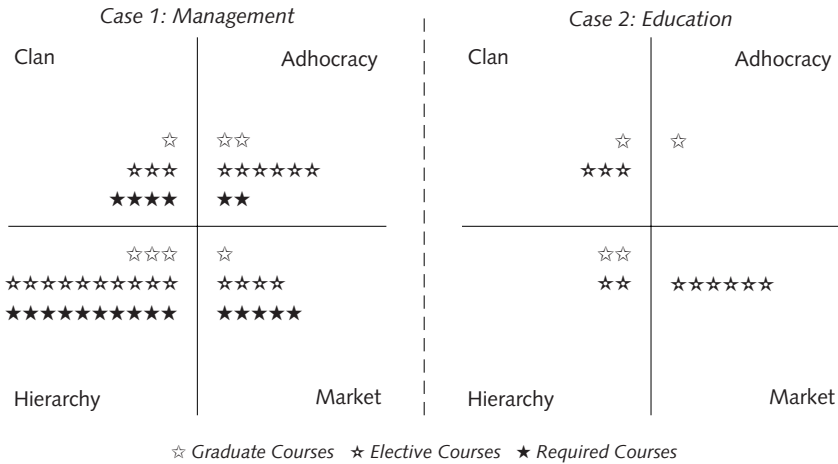 Case 1: Management
Case 2: Education
Clan
Adhocracy
Clan
Adhocracy
Hierarchy
Market
Hierarchy
Market
Graduate Courses Elective Courses Required Courses